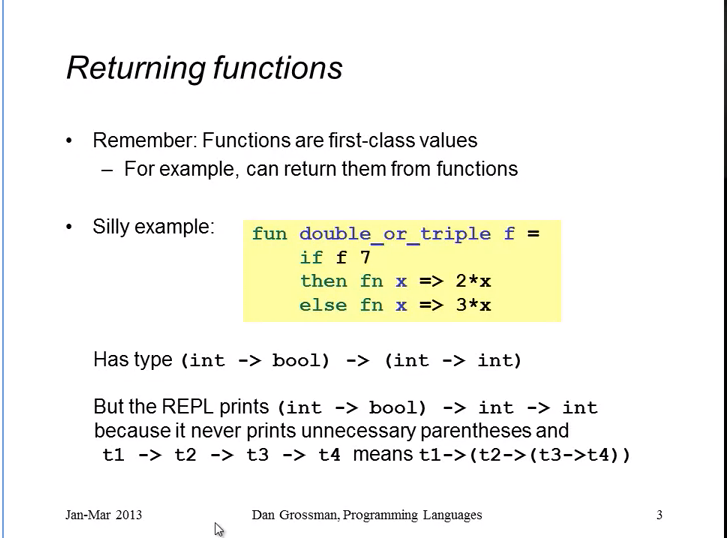 Returning functions
• Remember: Functions are first-class values
– For example, can return them from functions
• Silly example:
fun double_or_triple f =
if f 7
then fn x => 2*x
else fn x => 3*x
Has type (int -> bool) -> (int -> int)
But the REPL prints (int -> bool) -> int -> int
because it never prints unnecessary parentheses and
t1 -> t2 -> t3 -> t4 means t1->(t2->(t3->t4))
Jan-Mar 2013 Dan Grossman, Programming Languages 3